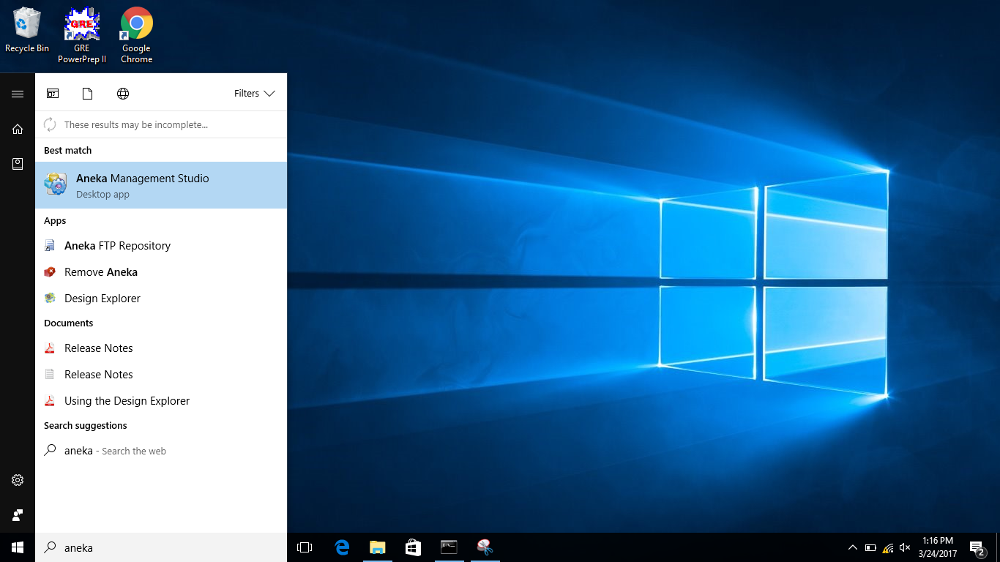 Recycle Bin
GRE
GRE
PowerPrep II
Google
Chrome
Filters
These results may be incomplete...
Best match
Aneka Management Studio
Desktop app
Apps
Aneka FTP Repository
Remove Aneka
Design Explorer
Documents
Release Notes
Release Notes
Using the Design Explorer
Search suggestions
aneka - Search the web
aneka
1:16 PM
3/24/2017
2